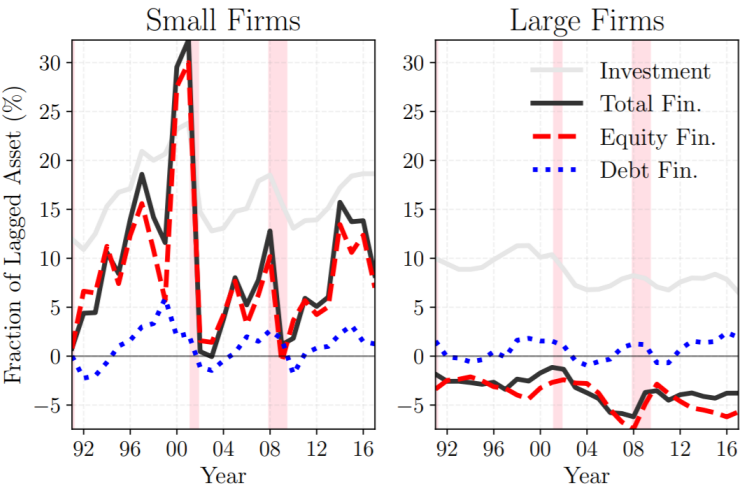 Small Firms
Large Firms
Fraction of Lagged Asset (%)
30
25
20
15
10
5
0
−5
92 96 00 04 08 12 16
Year
30
25
20
15
10
5
0
−5
92 96 00 04 08 12 16
Year
Investment
Total Fin.
Equity Fin.
Debt Fin.